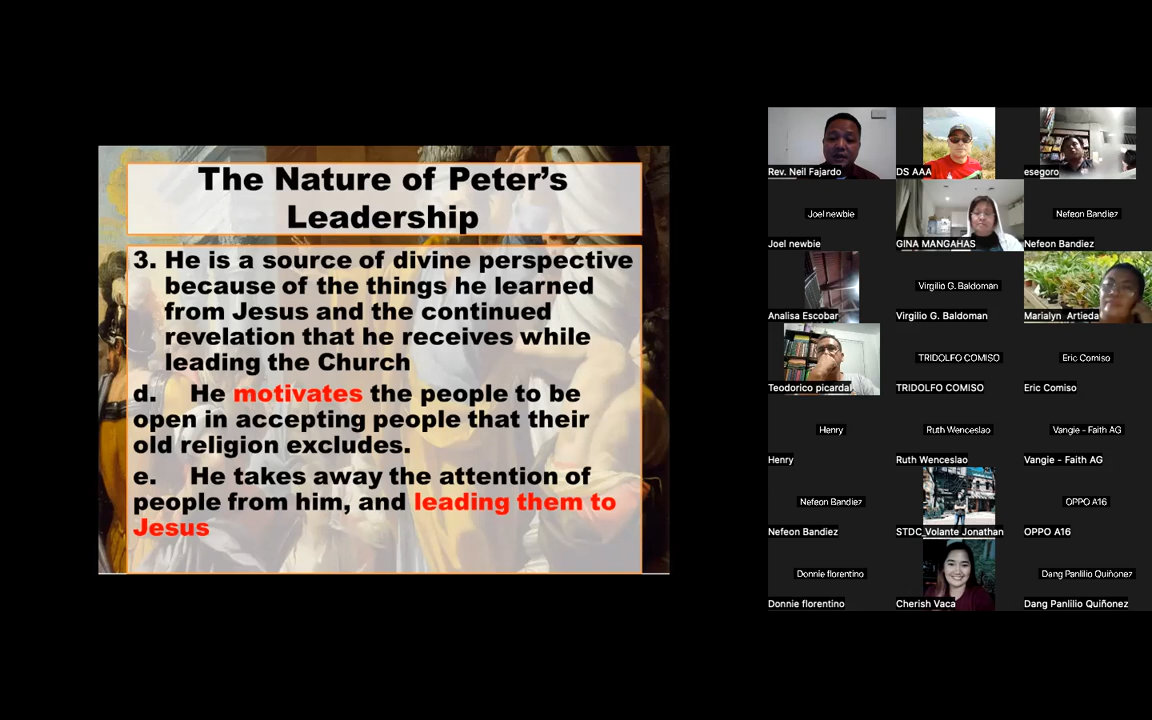 The Nature of Peter's
Leadership
3. He is a source of divine perspective
because of the things he learned
from Jesus and the continued
revelation that he receives while
leading the Church
d. He motivates the people to be
open in accepting people that their
old religion excludes.
e. He takes away the attention of
people from him, and leading them to
Jesus
Rev. Neil Fajardo
DS AAA
esegoro
Joel newbie
Joel newbie
GINA MANGAHAS
Nefeon Bandiez
Nefeon Bandiez
Analisa Escobar
Virgilio G. Baldoman
Virgilio G. Baldoman
Marialyn Artieda
Teodorico picardal
TRIDOLFO COMISO
TRIDOLFO COMISO
Eric Comiso
Eric Comiso
Henry
Henry
Ruth Wenceslao
Ruth Wenceslao
Vangie - Faith AG
Vangie - Faith AG
Nefeon Bandiez
Nefeon Bandiez
STDC_Volante Jonathan
OPPO A16
OPPO A16
Donnie florentino
Donnie florentino
Cherish Vaca
Dang Panlilio Quiñonez
Dang Panlilio Quiñonez